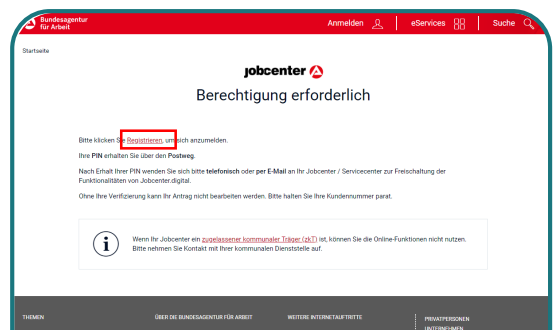 Bundesagentur
für Arbeit
Anmelden
eServices
Suche
Startseite
jobcenter
Berechtigung erforderlich
Bitte klicken Sie Registrieren, um sich anzumelden.
Ihre PIN erhalten Sie über den Postweg.
Nach Erhalt Ihrer PIN wenden Sie sich bitte telefonisch oder per E-Mail an Ihr Jobcenter / Servicecenter zur Freischaltung der
Funktionalitäten von Jobcenter.digital.
Ohne Ihre Verifizierung kann Ihr Antrag nicht bearbeiten werden. Bitte halten Sie Ihre Kundennummer parat.
Wenn Ihr Jobcenter ein zugelassener kommunaler Träger (zkT) ist, können Sie die Online-Funktionen nicht nutzen.
Bitte nehmen Sie Kontakt mit Ihrer kommunalen Dienststelle auf.
THEMEN
ÜBER DIE BUNDESAGENTUR FÜR ARBEIT
WEITERE INTERNETAUFTRITTE
PRIVATPERSONEN
UNTERNEHMEN